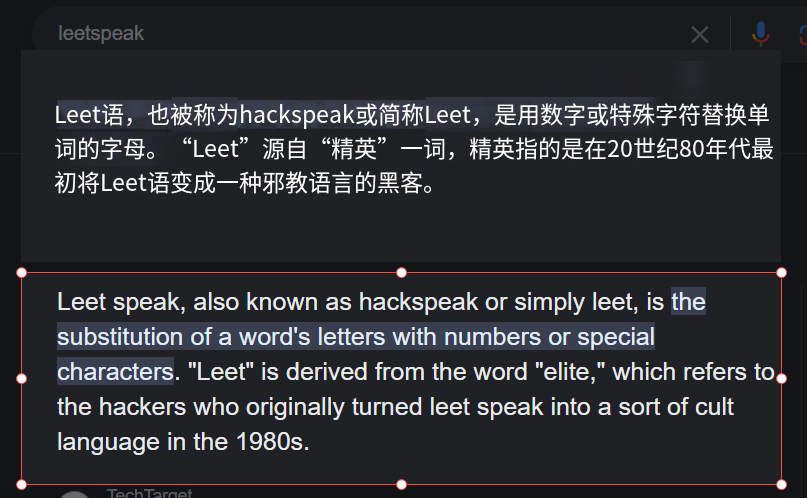 leetspeak
Leet语，也被称为hackspeak或简称Leet，是用数字或特殊字符替换单
词的字母。“Leet”源自“精英”一词，精英指的是在20世纪80年代最
初将Leet语变成一种邪教语言的黑客。
Leet speak, also known as hackspeak or simply leet, is the
substitution of a word's letters with numbers or special
characters. "Leet" is derived from the word "elite," which refers to
the hackers who originally turned leet speak into a sort of cult
language in the 1980s.
TechTarget